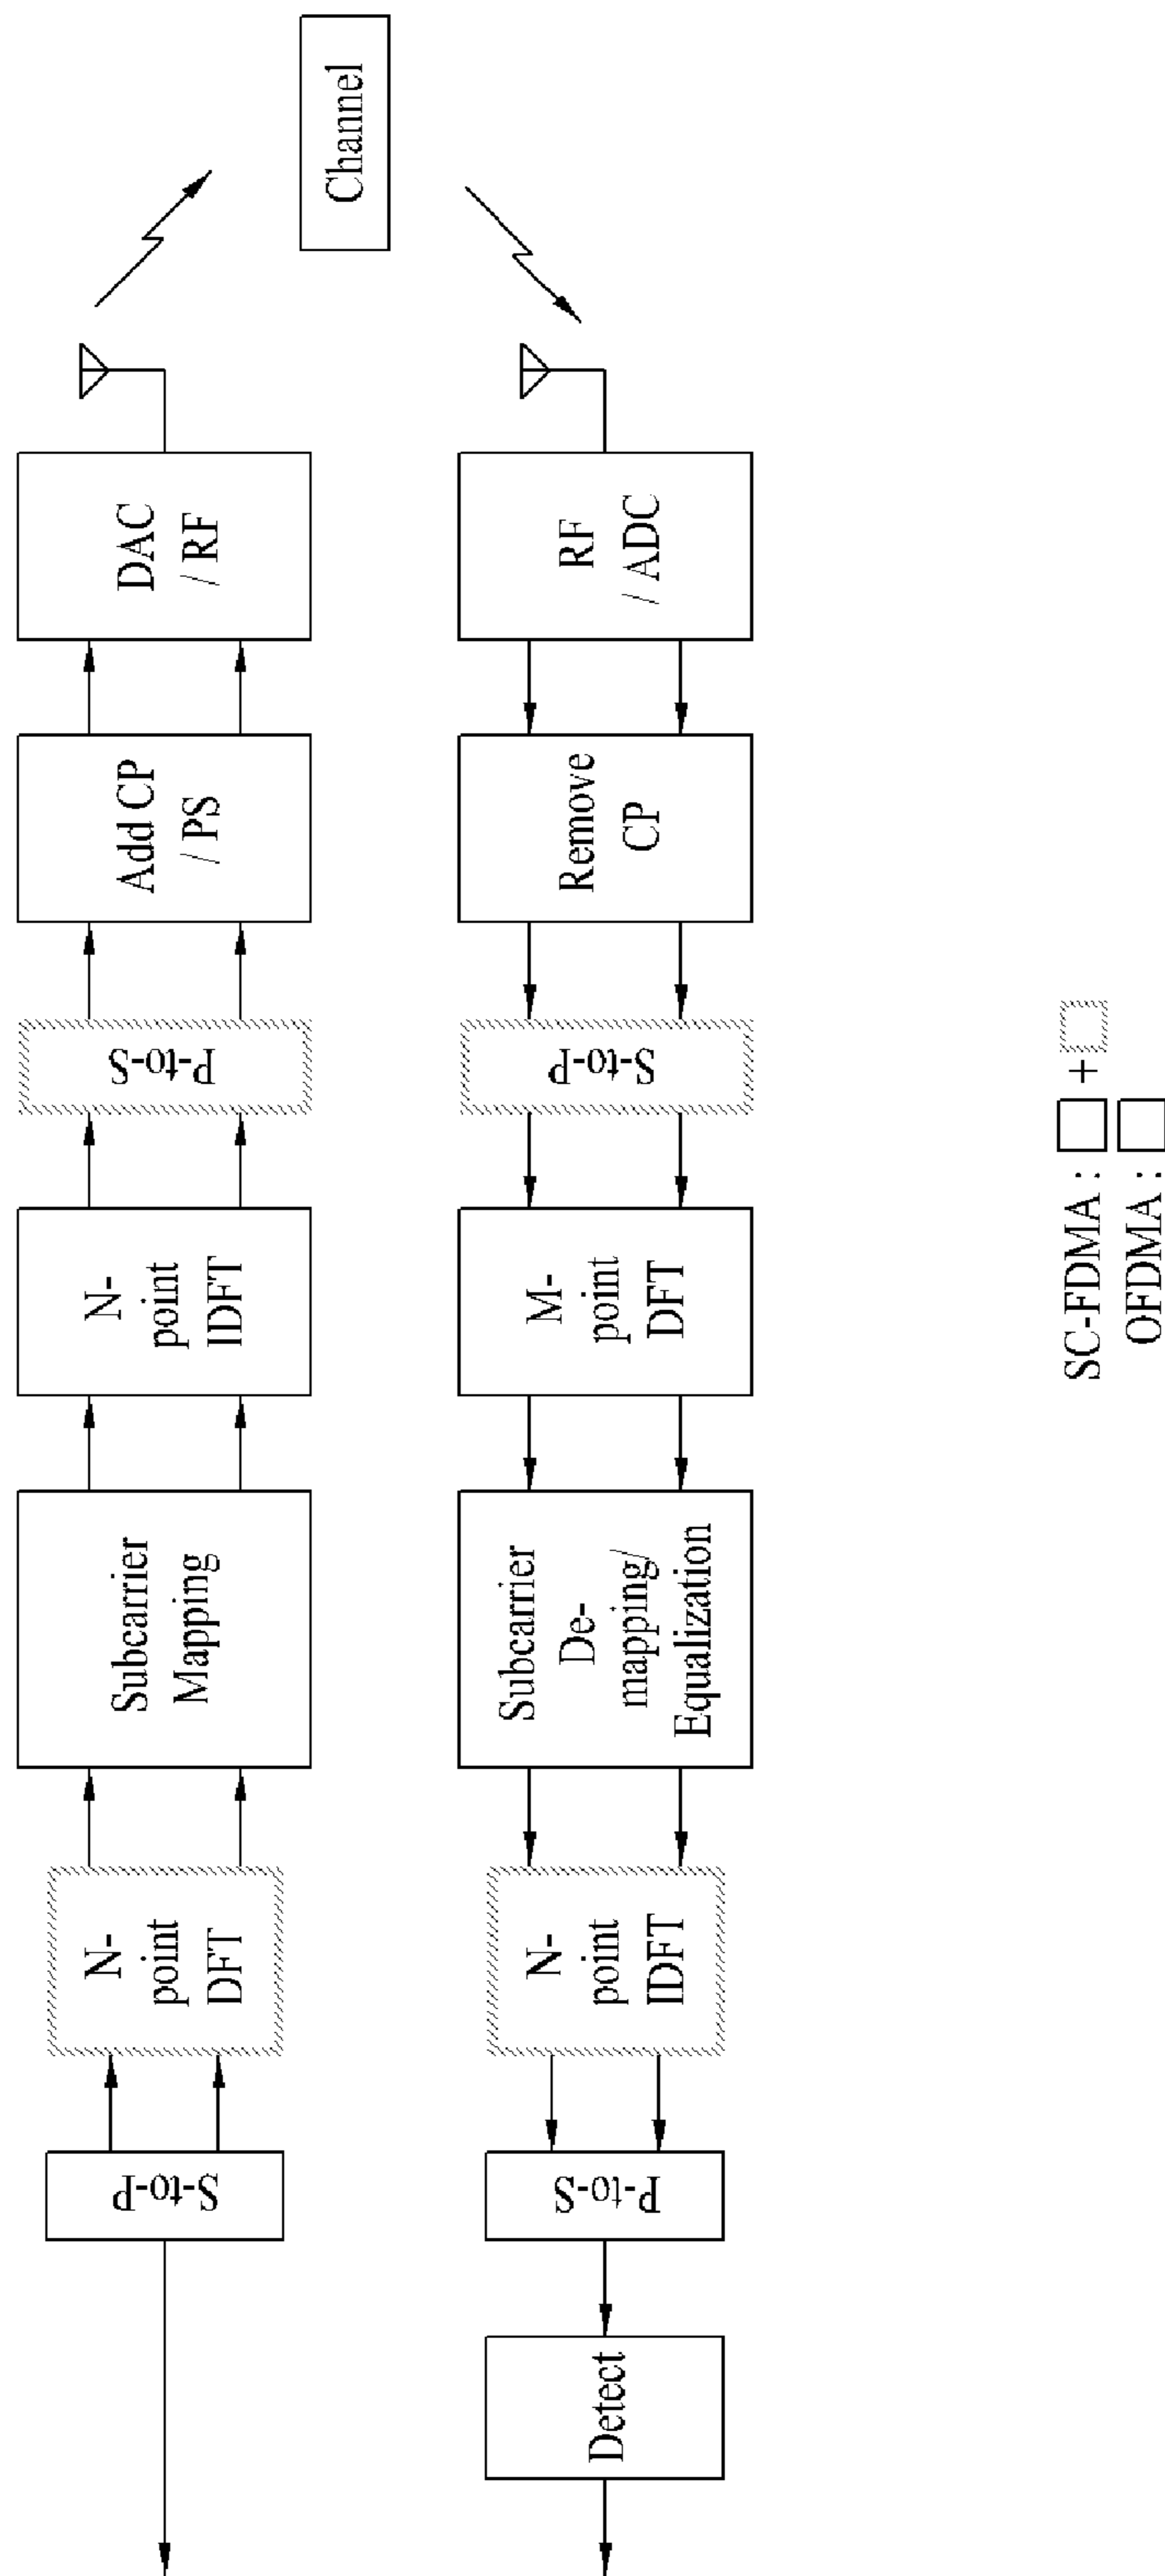 S-to-P
N-
point
DFT
Subcarrier
Mapping
N-
point
IDFT
P-to-S
Add CP
/ PS
DAC
/ RF
Channel
Detect
P-to-S
N-
point
IDFT
Subcarrier
De-
mapping/
Equalization
M-
point
DFT
S-to-P
Remove
CP
RF
/ ADC
SC-FDMA : +
OFDMA :